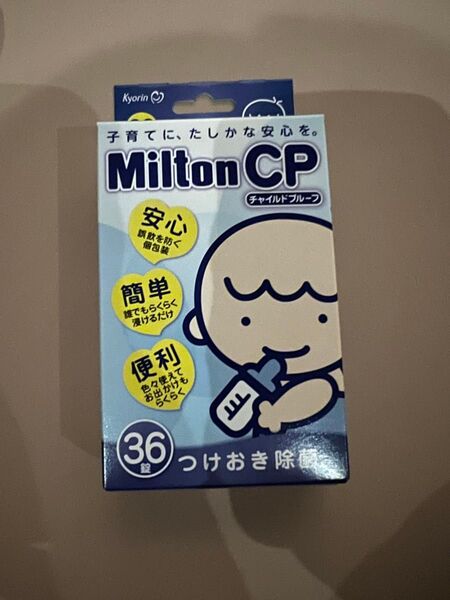 Kyorin
子育てに、たしかな安心を。
Milton CP
チャイルドプルーフ
安心
誤飲を防ぐ
個包装
簡単
誰でもらくらく
浸けるだけ
便利
色々使えて
お出かけも
らくらく
36錠
つけおき除菌